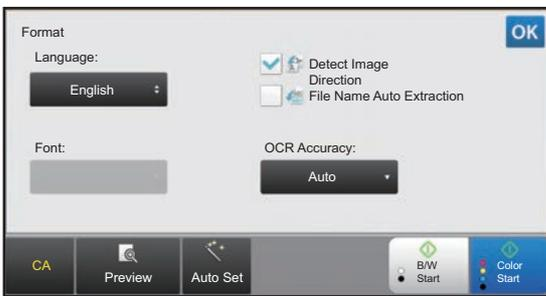 Format
OK
Language:
English
Detect Image
Direction
File Name Auto Extraction
Font:
OCR Accuracy:
Auto
CA
Preview
Auto Set
B/W
Start
Color
Start